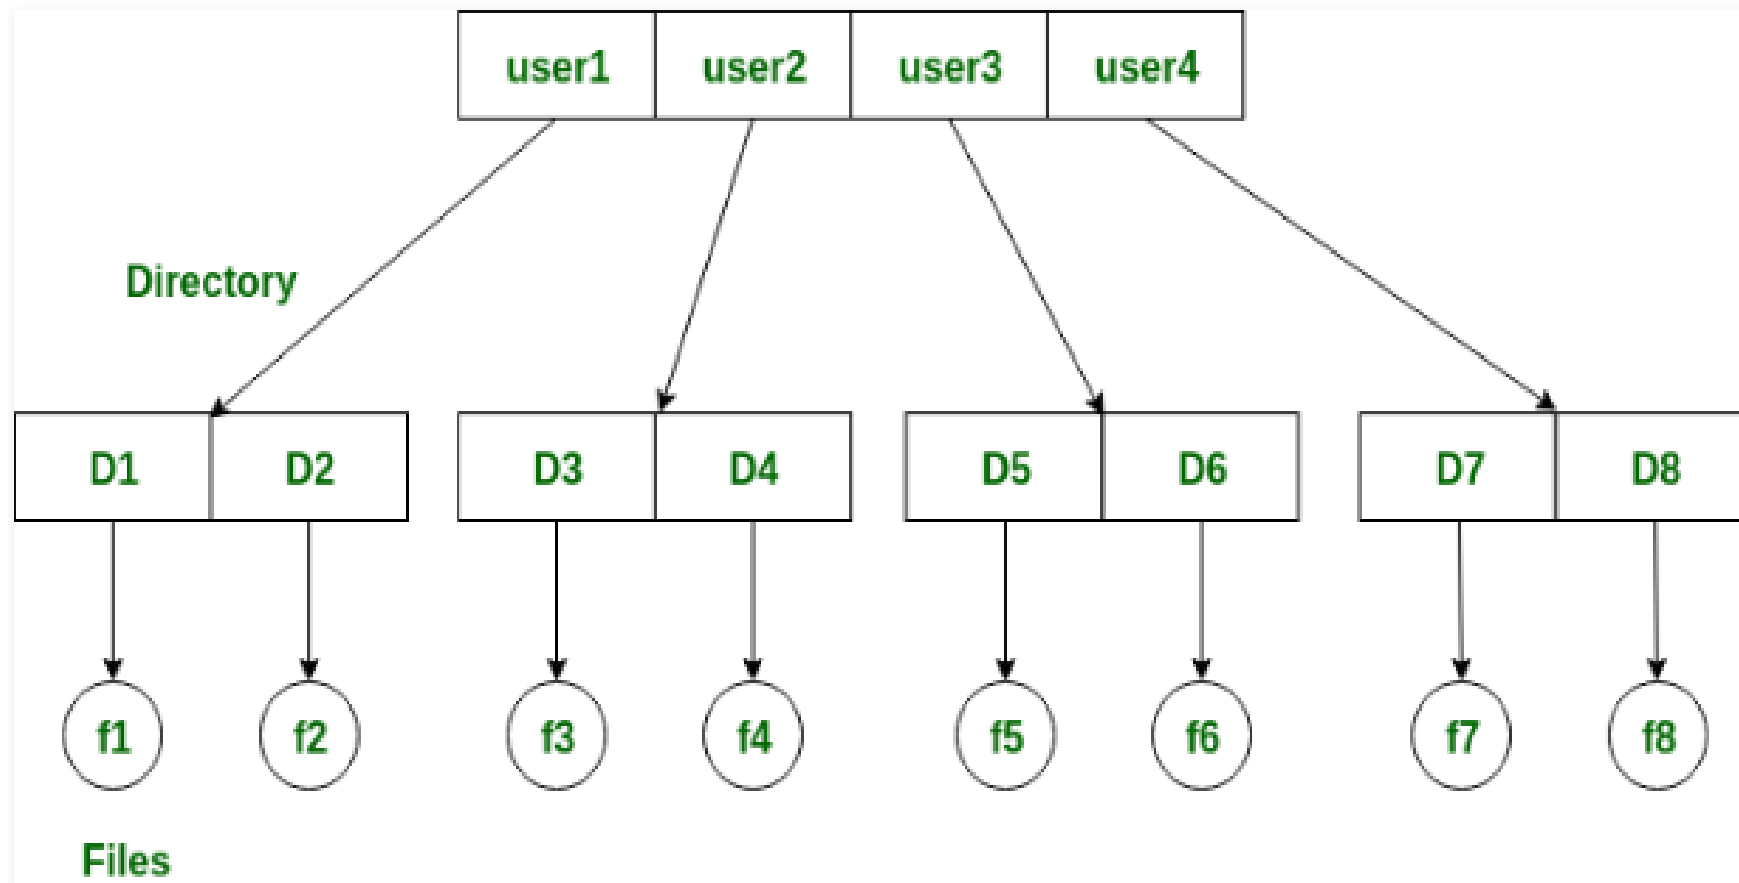 user1 user2 user3 user4
Directory
D1 D2 D3 D4 D5 D6 D7 D8
f1 f2 f3 f4 f5 f6 f7 f8
Files